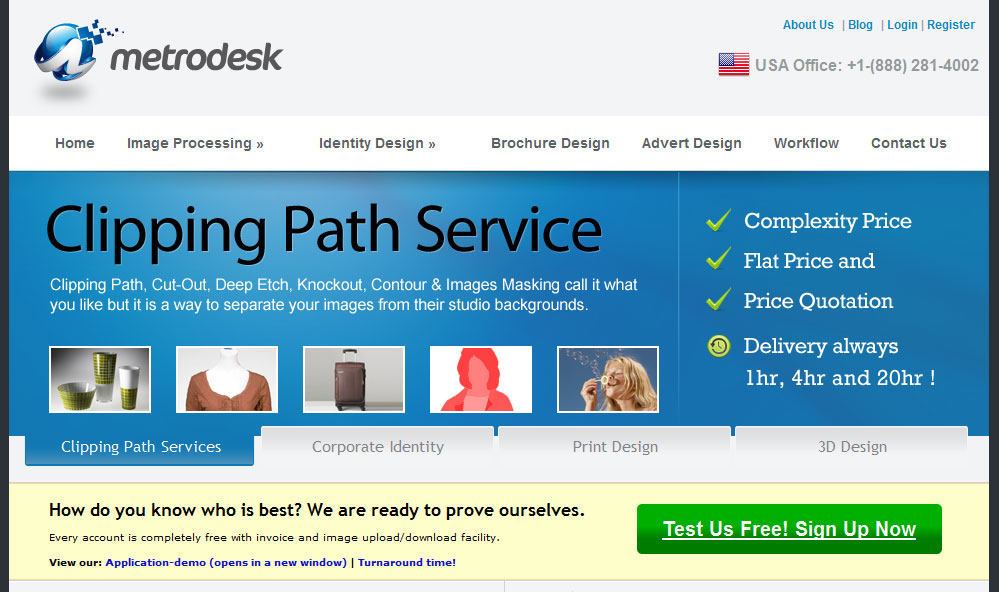 About Us | Blog | Login | Register
metrodesk
USA Office: +1-(888) 281-4002
Home Image Processing » Identity Design » Brochure Design Advert Design Workflow Contact Us
Clipping Path Service
Clipping Path, Cut-Out, Deep Etch, Knockout, Contour & Images Masking call it what
you like but it is a way to separate your images from their studio backgrounds.
Complexity Price
Flat Price and
Price Quotation
Delivery always
1hr, 4hr and 20hr !
Clipping Path Services Corporate Identity Print Design 3D Design
How do you know who is best? We are ready to prove ourselves.
Every account is completely free with invoice and image upload/download facility.
View our: Application-demo (opens in a new window) | Turnaround time!
Test Us Free! Sign Up Now